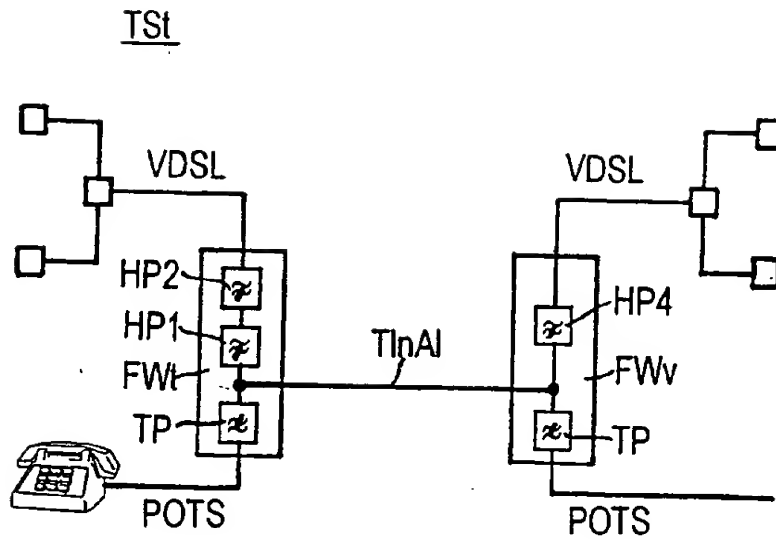 TSt
VDSL
VDSL
HP2
HP1
HP4
TlnAl
FWt
FWv
TP
TP
POTS
POTS